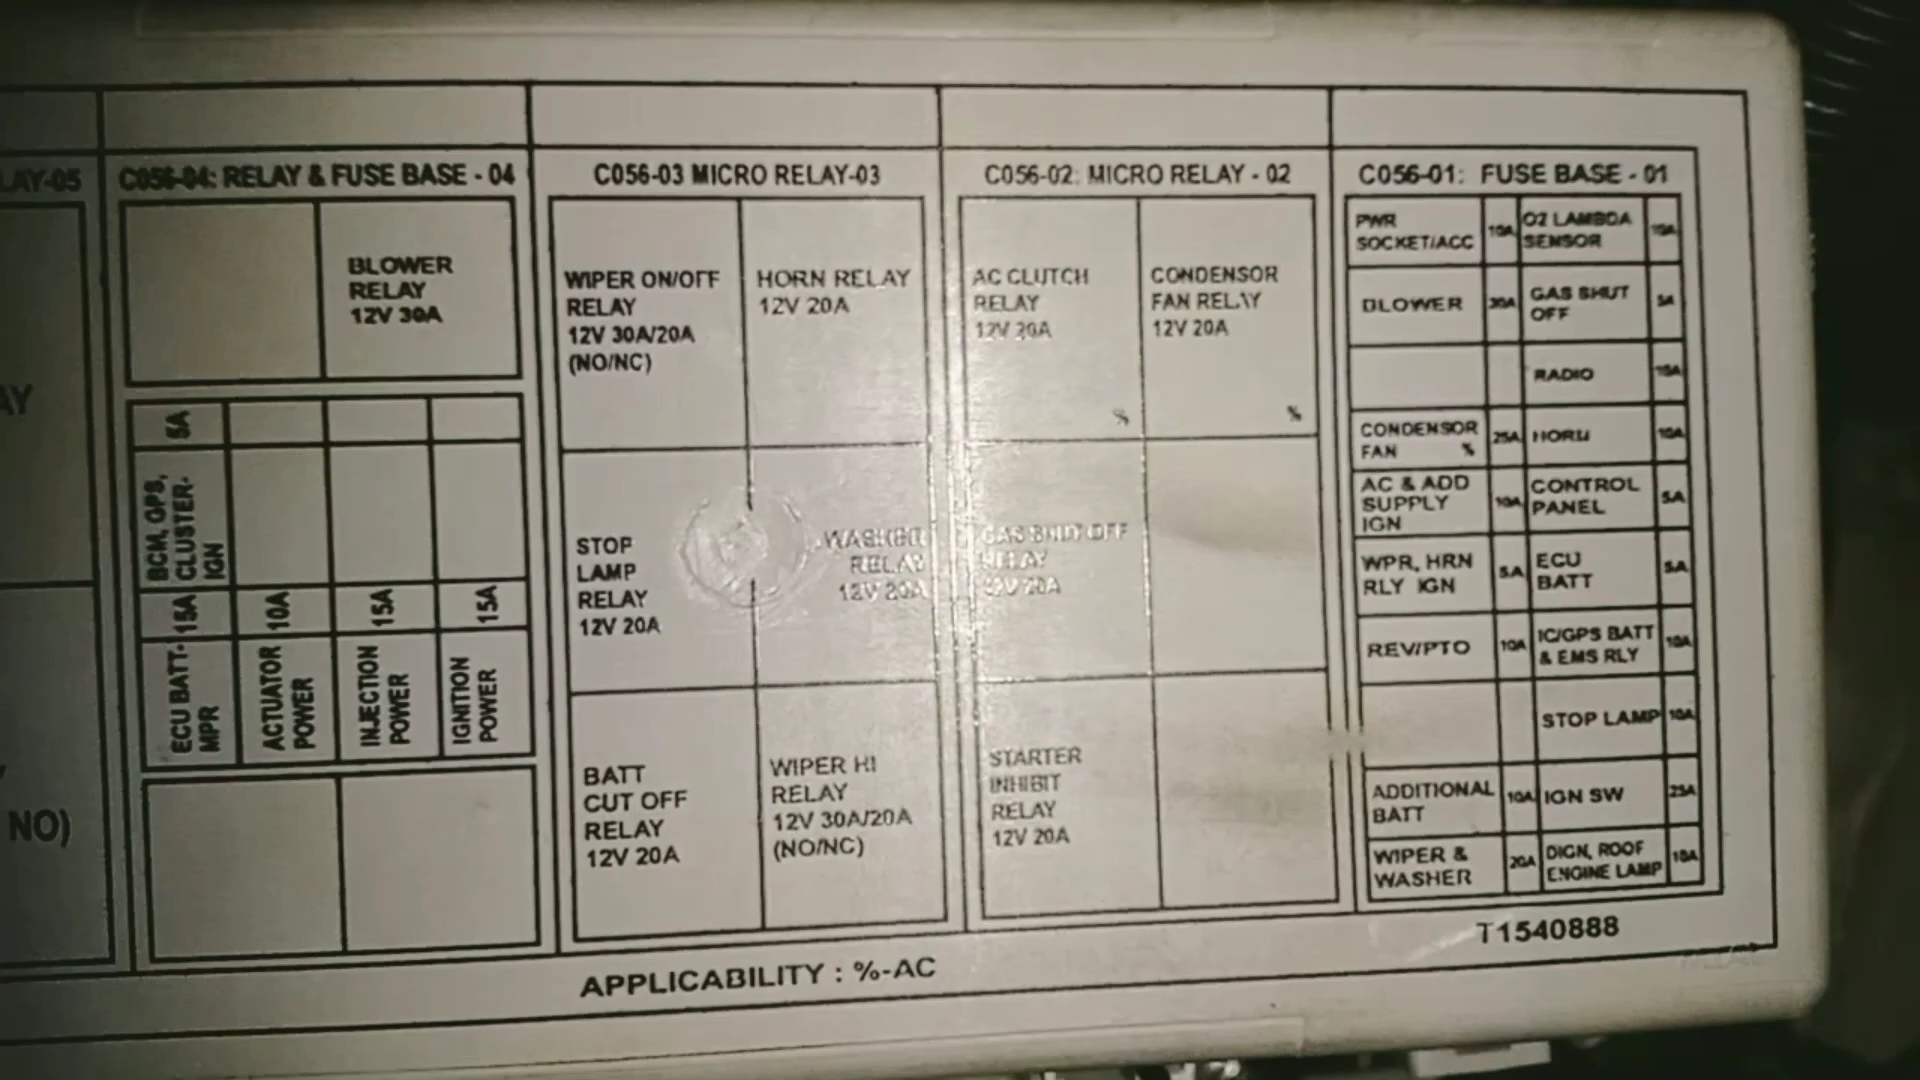 LAY-05
AY
NO)
C056-04: RELAY & FUSE BASE - 04
BLOWER
RELAY
12V 30A
5A
BCM, GPS,
CLUSTER-
IGN
15A
10A
15A
15A
ECU BATT-
MPR
ACTUATOR
POWER
INJECTION
POWER
IGNITION
POWER
C056-03 MICRO RELAY-03
WIPER ON/OFF
RELAY
12V 30A/20A
(NO/NC)
HORN RELAY
12V 20A
STOP
LAMP
RELAY
12V 20A
WASHER
RELAY
12V 20A
BATT
CUT OFF
RELAY
12V 20A
WIPER HI
RELAY
12V 30A/20A
(NO/NC)
C056-02: MICRO RELAY - 02
AC CLUTCH
RELAY
12V 20A
%
CONDENSOR
FAN RELAY
12V 20A
%
GAS SHUT OFF
RELAY
12V 20A
STARTER
INHIBIT
RELAY
12V 20A
C056-01: FUSE BASE - 01
PWR
SOCKET/ACC
10A
O2 LAMBDA
SENSOR
10A
BLOWER
30A
GAS SHUT
OFF
5A
RADIO
15A
CONDENSOR
FAN %
25A
HORN
10A
AC & ADD
SUPPLY
IGN
10A
CONTROL
PANEL
5A
WPR, HRN
RLY IGN
5A
ECU
BATT
5A
REV/PTO
10A
IC/GPS BATT
& EMS RLY
10A
STOP LAMP
10A
ADDITIONAL
BATT
10A
IGN SW
25A
WIPER &
WASHER
20A
DIGN, ROOF
ENGINE LAMP
T1540888
APPLICABILITY : %-AC